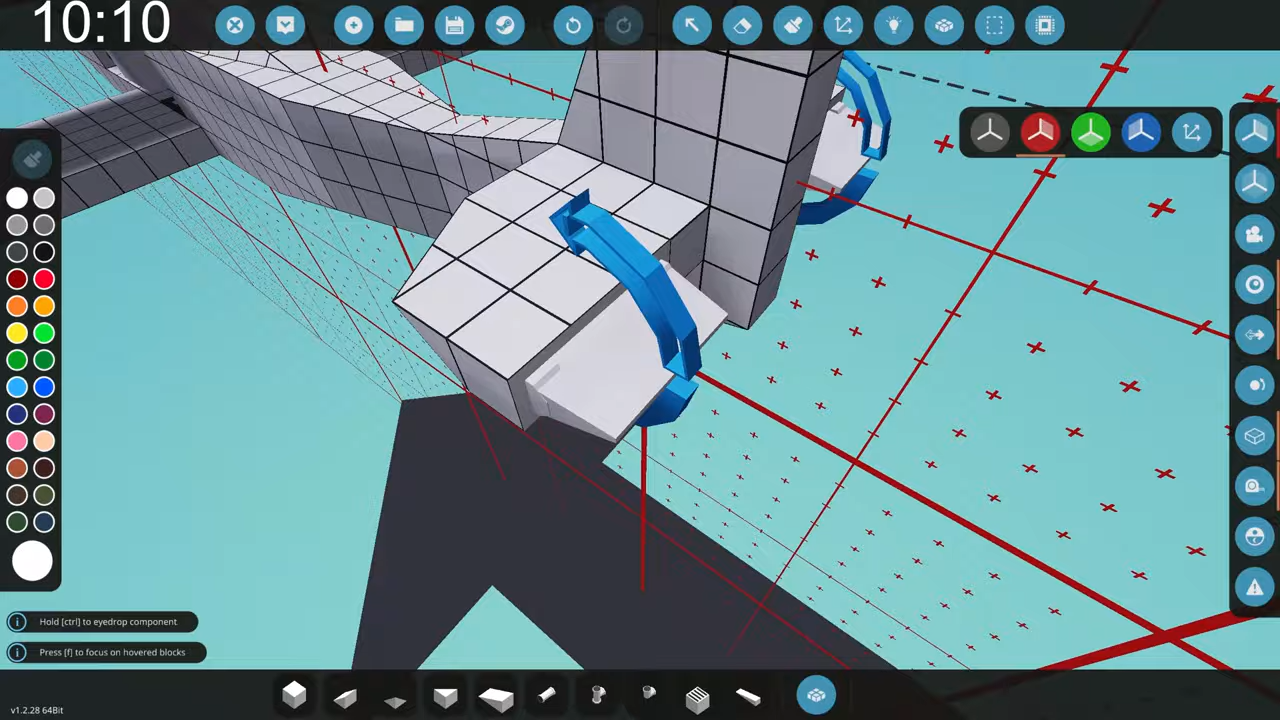 10:10
Hold [ctrl] to eyedrop component
Press [f] to focus on hovered blocks
v1.2.28 64Bit